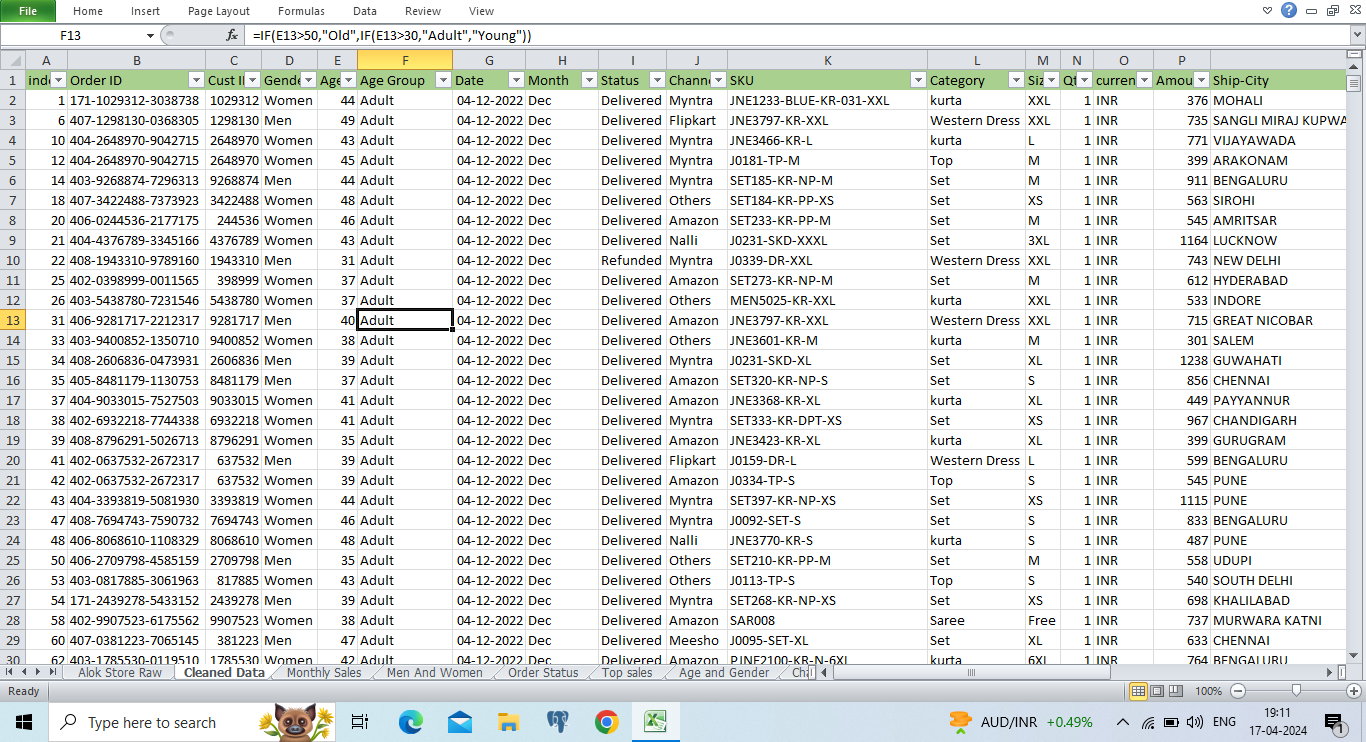 File Home Insert Page Layout Formulas Data Review View
F13 fx =IF(E13>50,"Old",IF(E13>30,"Adult","Young"))
A B C D E F G H I J K L M N O P
1 inde Order ID Cust ID Gende Age Age Group Date Month Status Chann SKU Category Siz Qt curren Amou Ship-City
2 1 171-1029312-3038738 1029312 Women 44 Adult 04-12-2022 Dec Delivered Myntra JNE1233-BLUE-KR-031-XXL kurta XXL 1 INR 376 MOHALI
3 6 407-1298130-0368305 1298130 Men 49 Adult 04-12-2022 Dec Delivered Flipkart JNE3797-KR-XXL Western Dress XXL 1 INR 735 SANGLI MIRAJ KUPWA
4 10 404-2648970-9042715 2648970 Women 43 Adult 04-12-2022 Dec Delivered Myntra JNE3466-KR-L kurta L 1 INR 771 VIJAYAWADA
5 12 404-2648970-9042715 2648970 Women 45 Adult 04-12-2022 Dec Delivered Myntra J0181-TP-M Top M 1 INR 399 ARAKONAM
6 14 403-9268874-7296313 9268874 Men 44 Adult 04-12-2022 Dec Delivered Myntra SET185-KR-NP-M Set M 1 INR 911 BENGALURU
7 18 407-3422488-7373923 3422488 Women 48 Adult 04-12-2022 Dec Delivered Others SET184-KR-PP-XS Set XS 1 INR 563 SIROHI
8 20 406-0244536-2177175 244536 Women 46 Adult 04-12-2022 Dec Delivered Amazon SET233-KR-PP-M Set M 1 INR 545 AMRITSAR
9 21 404-4376789-3345166 4376789 Women 43 Adult 04-12-2022 Dec Delivered Nalli J0231-SKD-XXXL Set 3XL 1 INR 1164 LUCKNOW
10 22 408-1943310-9789160 1943310 Men 31 Adult 04-12-2022 Dec Refunded Myntra J0339-DR-XXL Western Dress XXL 1 INR 743 NEW DELHI
11 25 402-0398999-0011565 398999 Women 37 Adult 04-12-2022 Dec Delivered Amazon SET273-KR-NP-M Set M 1 INR 612 HYDERABAD
12 26 403-5438780-7231546 5438780 Women 37 Adult 04-12-2022 Dec Delivered Others MEN5025-KR-XXL kurta XXL 1 INR 533 INDORE
13 31 406-9281717-2212317 9281717 Men 40 Adult 04-12-2022 Dec Delivered Amazon JNE3797-KR-XXL Western Dress XXL 1 INR 715 GREAT NICOBAR
14 33 403-9400852-1350710 9400852 Women 38 Adult 04-12-2022 Dec Delivered Others JNE3601-KR-M kurta M 1 INR 301 SALEM
15 34 408-2606836-0473931 2606836 Men 39 Adult 04-12-2022 Dec Delivered Myntra J0231-SKD-XL Set XL 1 INR 1238 GUWAHATI
16 35 405-8481179-1130753 8481179 Men 37 Adult 04-12-2022 Dec Delivered Amazon SET320-KR-NP-S Set S 1 INR 856 CHENNAI
17 37 404-9033015-7527503 9033015 Women 41 Adult 04-12-2022 Dec Delivered Amazon JNE3368-KR-XL kurta XL 1 INR 449 PAYYANNUR
18 38 402-6932218-7744338 6932218 Women 41 Adult 04-12-2022 Dec Delivered Myntra SET333-KR-DPT-XS Set XS 1 INR 967 CHANDIGARH
19 39 408-8796291-5026713 8796291 Women 35 Adult 04-12-2022 Dec Delivered Amazon JNE3423-KR-XL kurta XL 1 INR 399 GURUGRAM
20 41 402-0637532-2672317 637532 Men 39 Adult 04-12-2022 Dec Delivered Flipkart J0159-DR-L Western Dress L 1 INR 599 BENGALURU
21 42 402-0637532-2672317 637532 Women 39 Adult 04-12-2022 Dec Delivered Amazon J0334-TP-S Top S 1 INR 545 PUNE
22 43 404-3393819-5081930 3393819 Women 44 Adult 04-12-2022 Dec Delivered Myntra SET397-KR-NP-XS Set XS 1 INR 1115 PUNE
23 47 408-7694743-7590732 7694743 Women 46 Adult 04-12-2022 Dec Delivered Myntra J0092-SET-S Set S 1 INR 833 BENGALURU
24 48 406-8068610-1108329 8068610 Women 48 Adult 04-12-2022 Dec Delivered Nalli JNE3770-KR-S kurta S 1 INR 487 PUNE
25 50 406-2709798-4585159 2709798 Men 35 Adult 04-12-2022 Dec Delivered Others SET210-KR-PP-M Set M 1 INR 558 UDUPI
26 53 403-0817885-3061963 817885 Women 43 Adult 04-12-2022 Dec Delivered Others J0113-TP-S Top S 1 INR 540 SOUTH DELHI
27 54 171-2439278-5433152 2439278 Men 39 Adult 04-12-2022 Dec Delivered Myntra SET268-KR-NP-XS Set XS 1 INR 698 KHALILABAD
28 58 402-9907523-6175562 9907523 Women 38 Adult 04-12-2022 Dec Delivered Amazon SAR008 Saree Free 1 INR 737 MURWARA KATNI
29 60 407-0381223-7065145 381223 Men 47 Adult 04-12-2022 Dec Delivered Meesho J0095-SET-XL Set XL 1 INR 633 CHENNAI
30 62 403-1785530-0119510 1785530 Women 42 Adult 04-12-2022 Dec Delivered Amazon PJNE2100-KR-N-6XL kurta 6XL 1 INR 764 BENGALURU
Alok Store Raw Cleaned Data Monthly Sales Men And Women Order Status Top sales Age and Gender Cha
Ready 100%
Type here to search AUD/INR +0.49% ENG 19:11
17-04-2024 1